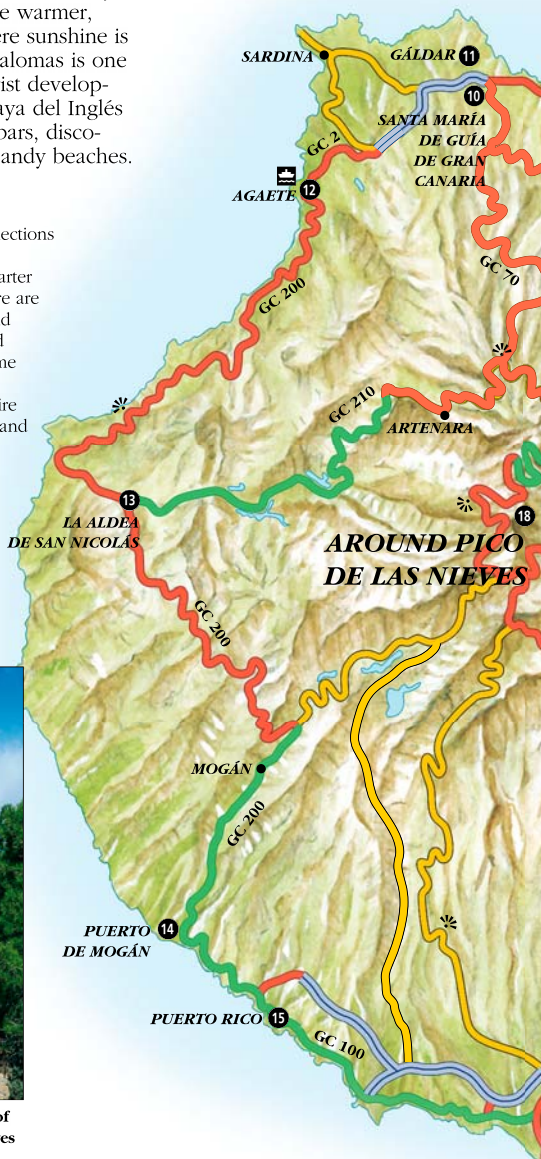 e warmer,
ere sunshine is
alomas is one
ist develop-
aya del Inglés
bars, disco-
andy beaches.
ections
arter
re are
d
d
me
ire
and
SARDINA
GÁLDAR 11
10
SANTA MARÍA
DE GUÍA
DE GRAN
CANARIA
GC 2
AGAETE 12
GC 70
GC 200
GC 210
ARTENARA
13
LA ALDEA
DE SAN NICOLÁS
18
AROUND PICO
DE LAS NIEVES
GC 200
MOGÁN
GC 200
PUERTO 14
DE MOGÁN
PUERTO RICO 15
GC 100
of
es